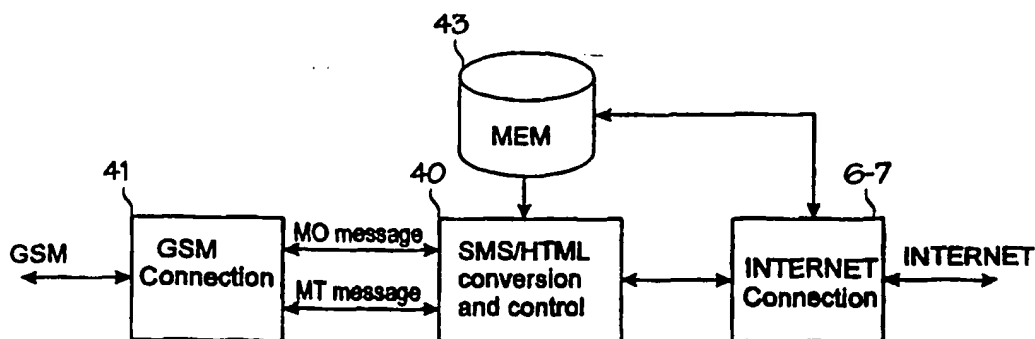 43
MEM
41
40
6-7
GSM
GSM
Connection
MO message
MT message
SMS/HTML
conversion
and control
INTERNET
Connection
INTERNET